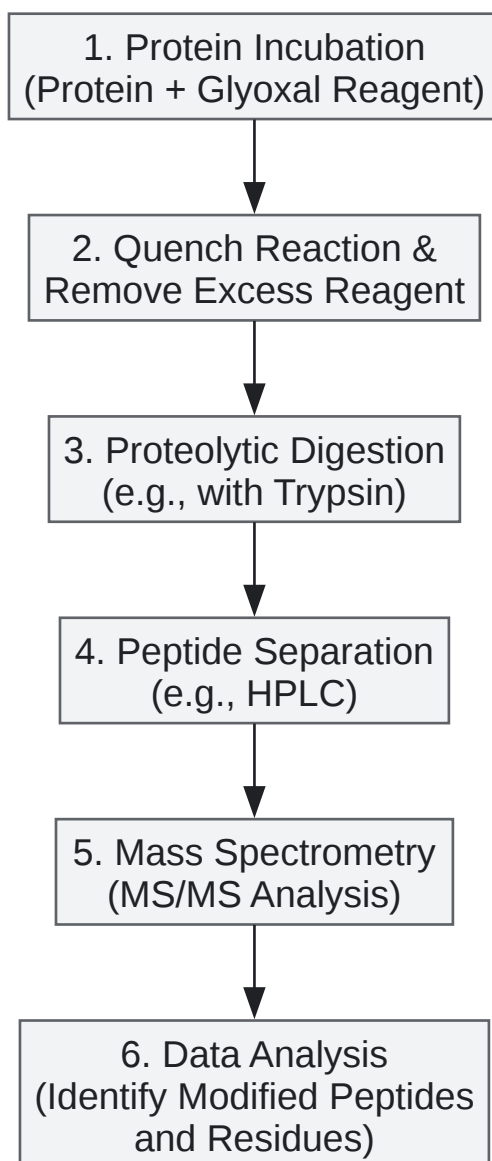 1. Protein Incubation
(Protein + Glyoxal Reagent)
2. Quench Reaction &
Remove Excess Reagent
3. Proteolytic Digestion
(e.g., with Trypsin)
4. Peptide Separation
(e.g., HPLC)
5. Mass Spectrometry
(MS/MS Analysis)
6. Data Analysis
(Identify Modified Peptides
and Residues)